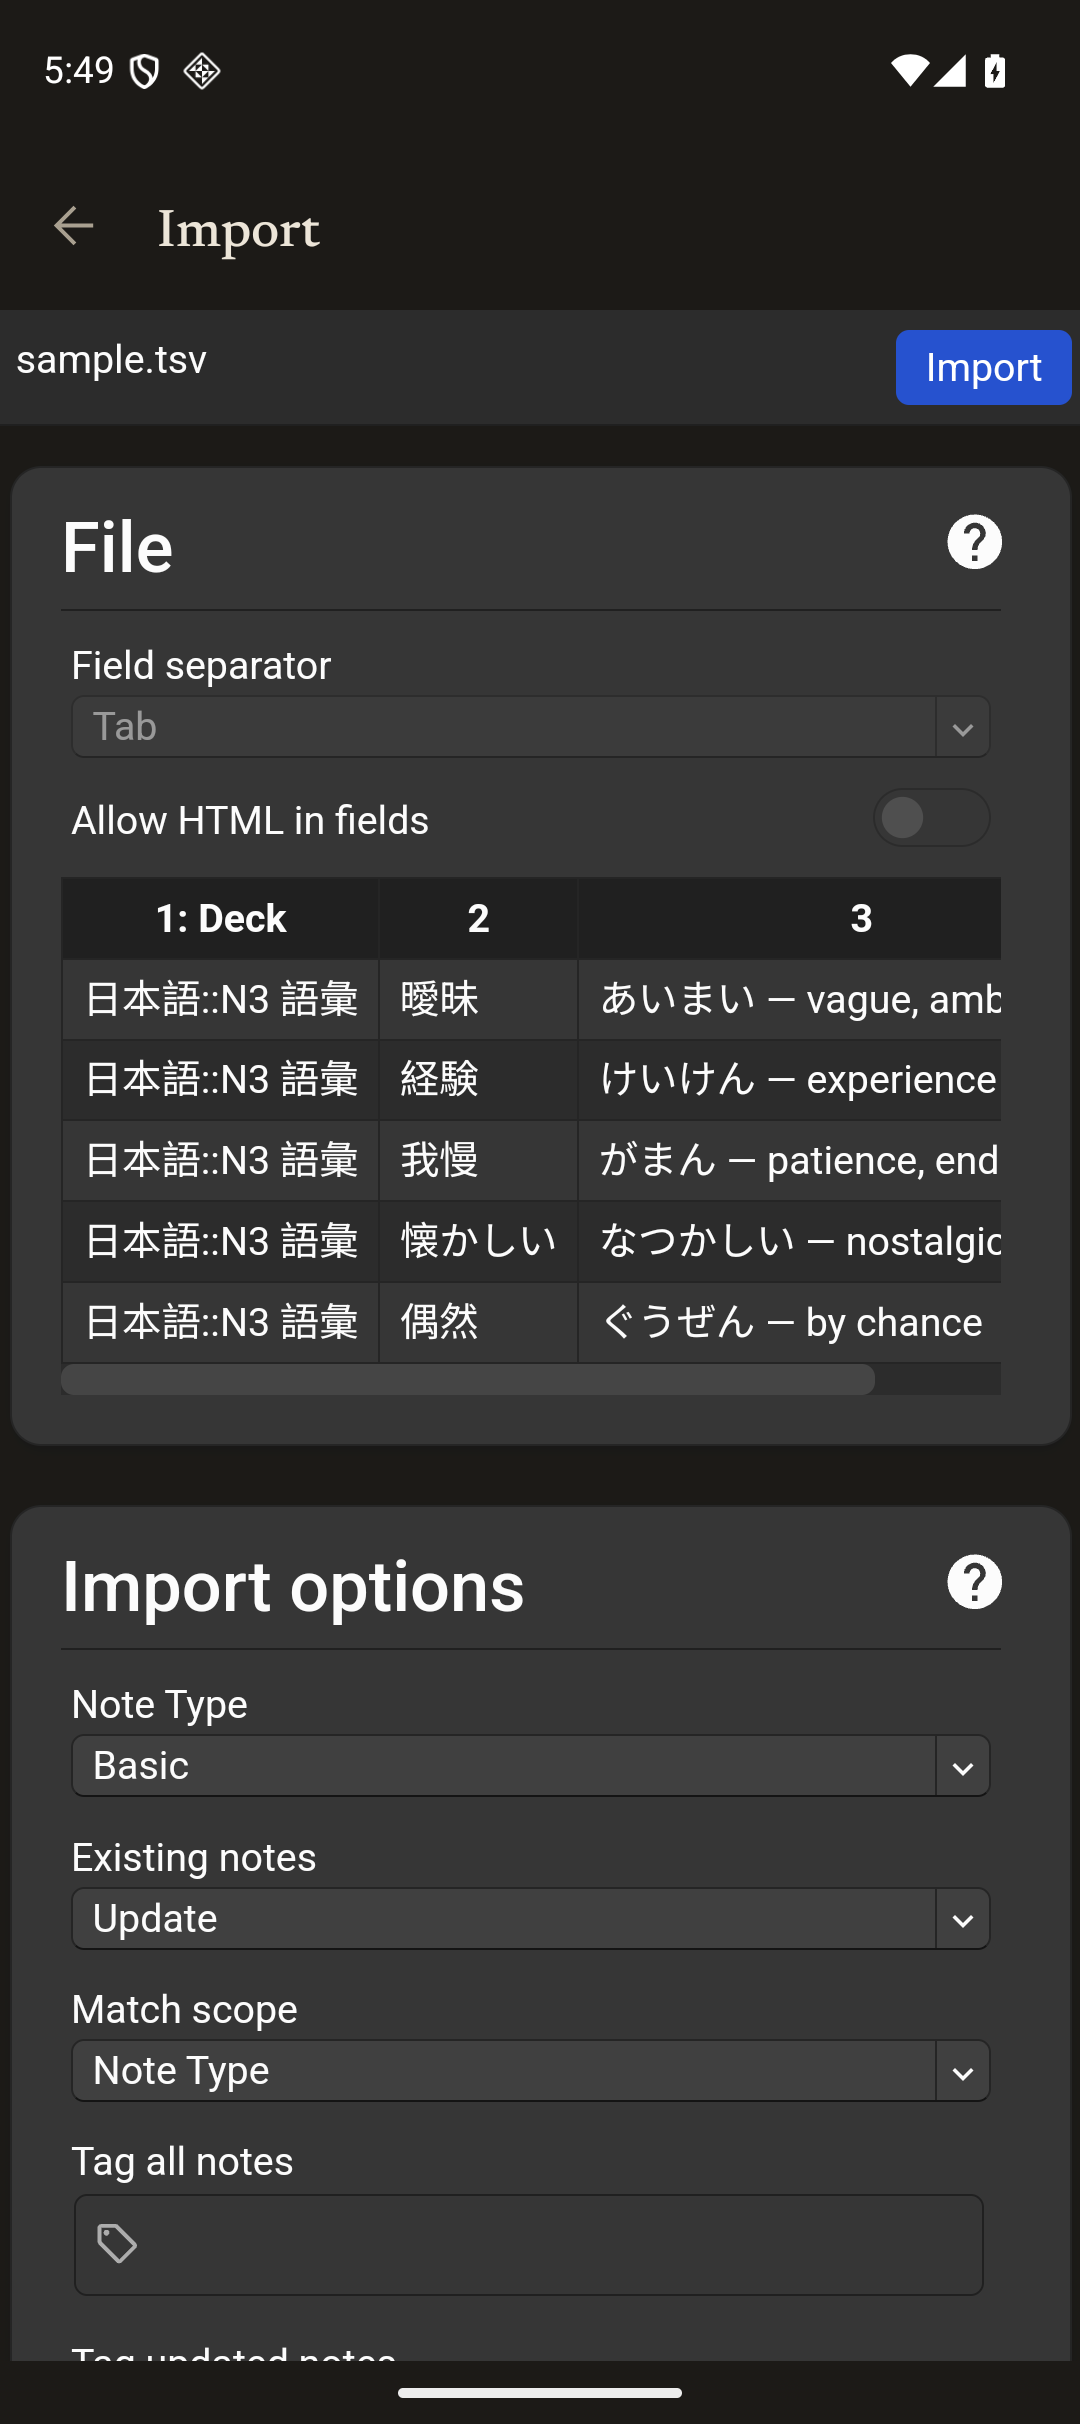 5:49
Import
sample.tsv
Import
File
Field separator
Tab
Allow HTML in fields
1: Deck 2 3
日本語::N3 語彙 曖昧 あいまい — vague, amb
日本語::N3 語彙 経験 けいけん — experience
日本語::N3 語彙 我慢 がまん — patience, end
日本語::N3 語彙 懐かしい なつかしい — nostalgic
日本語::N3 語彙 偶然 ぐうぜん — by chance
Import options
Note Type
Basic
Existing notes
Update
Match scope
Note Type
Tag all notes
Tag updated notes